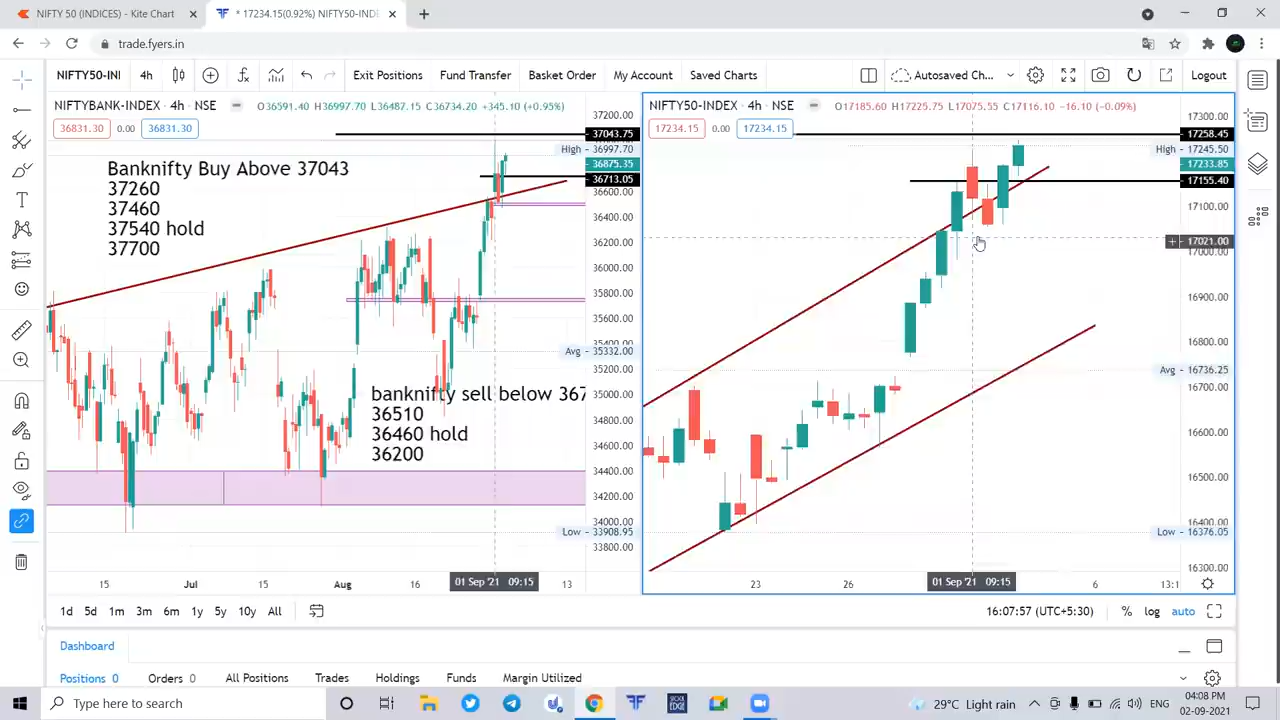 NIFTY 50 (INDICES) - Kite Chart
* 17234.15(0.92%) NIFTY50-IND
trade.fyers.in
NIFTY50-INI 4h Exit Positions Fund Transfer Basket Order My Account Saved Charts Autosaved Ch... Logout
NIFTYBANK-INDEX · 4h · NSE O36591.40 H36997.70 L36487.15 C36734.20 +345.10 (+0.95%)
36831.30 0.00 36831.30
Banknifty Buy Above 37043
37260
37460
37540 hold
37700
banknifty sell below 367
36510
36460 hold
36200
37200.00
37043.75
High 36997.70
36875.35
36713.05
36600.00
36400.00
36200.00
36000.00
35800.00
35600.00
Avg 35332.00
35200.00
35000.00
34800.00
34600.00
34400.00
34200.00
34000.00
Low 33908.95
33800.00
15 Jul 15 Aug 16 01 Sep '21 09:15 13
NIFTY50-INDEX · 4h · NSE O17185.60 H17225.75 L17075.55 C17116.10 -16.10 (-0.09%)
17234.15 0.00 17234.15
17300.00
17258.45
High 17245.50
17233.85
17155.40
17100.00
17021.00
17000.00
16900.00
16800.00
Avg 16736.25
16700.00
16600.00
16500.00
16400.00
Low 16376.05
16300.00
23 26 01 Sep '21 09:15 6 13:1
1d 5d 1m 3m 6m 1y 5y 10y All 16:07:57 (UTC+5:30) % log auto
Dashboard
Positions 0 Orders 0 All Positions Trades Holdings Funds Margin Utilized
Type here to search
29°C Light rain ENG 04:08 PM
02-09-2021